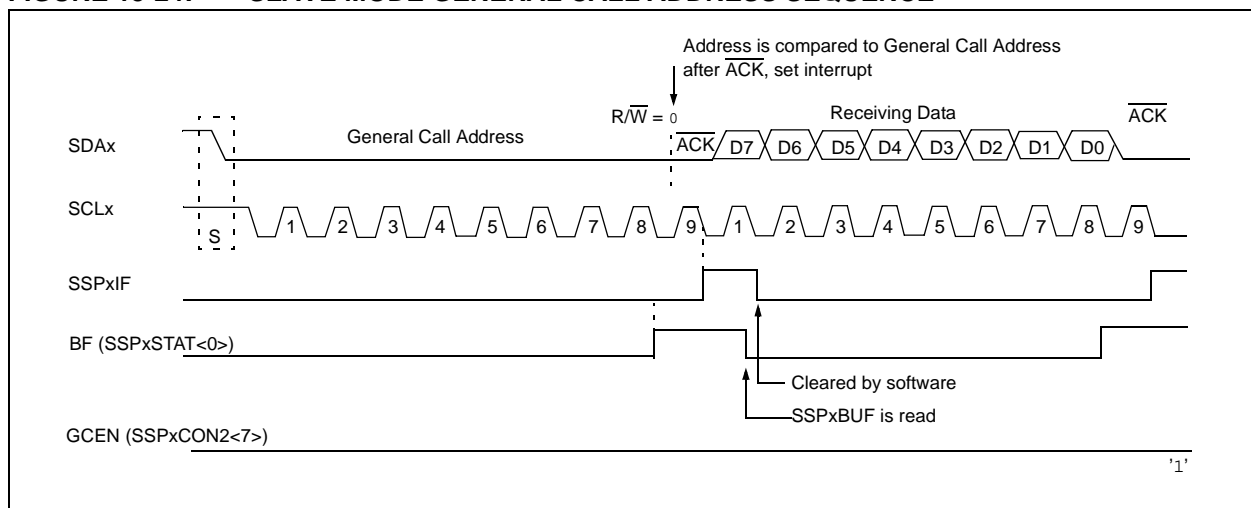 Address is compared to General Call Address
after ACK, set interrupt
R/W = 0
General Call Address
Receiving Data
ACK
SDAx
ACK
D7 D6 D5 D4 D3 D2 D1 D0
SCLx
S
1 2 3 4 5 6 7 8 9 1 2 3 4 5 6 7 8 9
SSPxIF
BF (SSPxSTAT<0>)
Cleared by software
SSPxBUF is read
GCEN (SSPxCON2<7>)
'1'